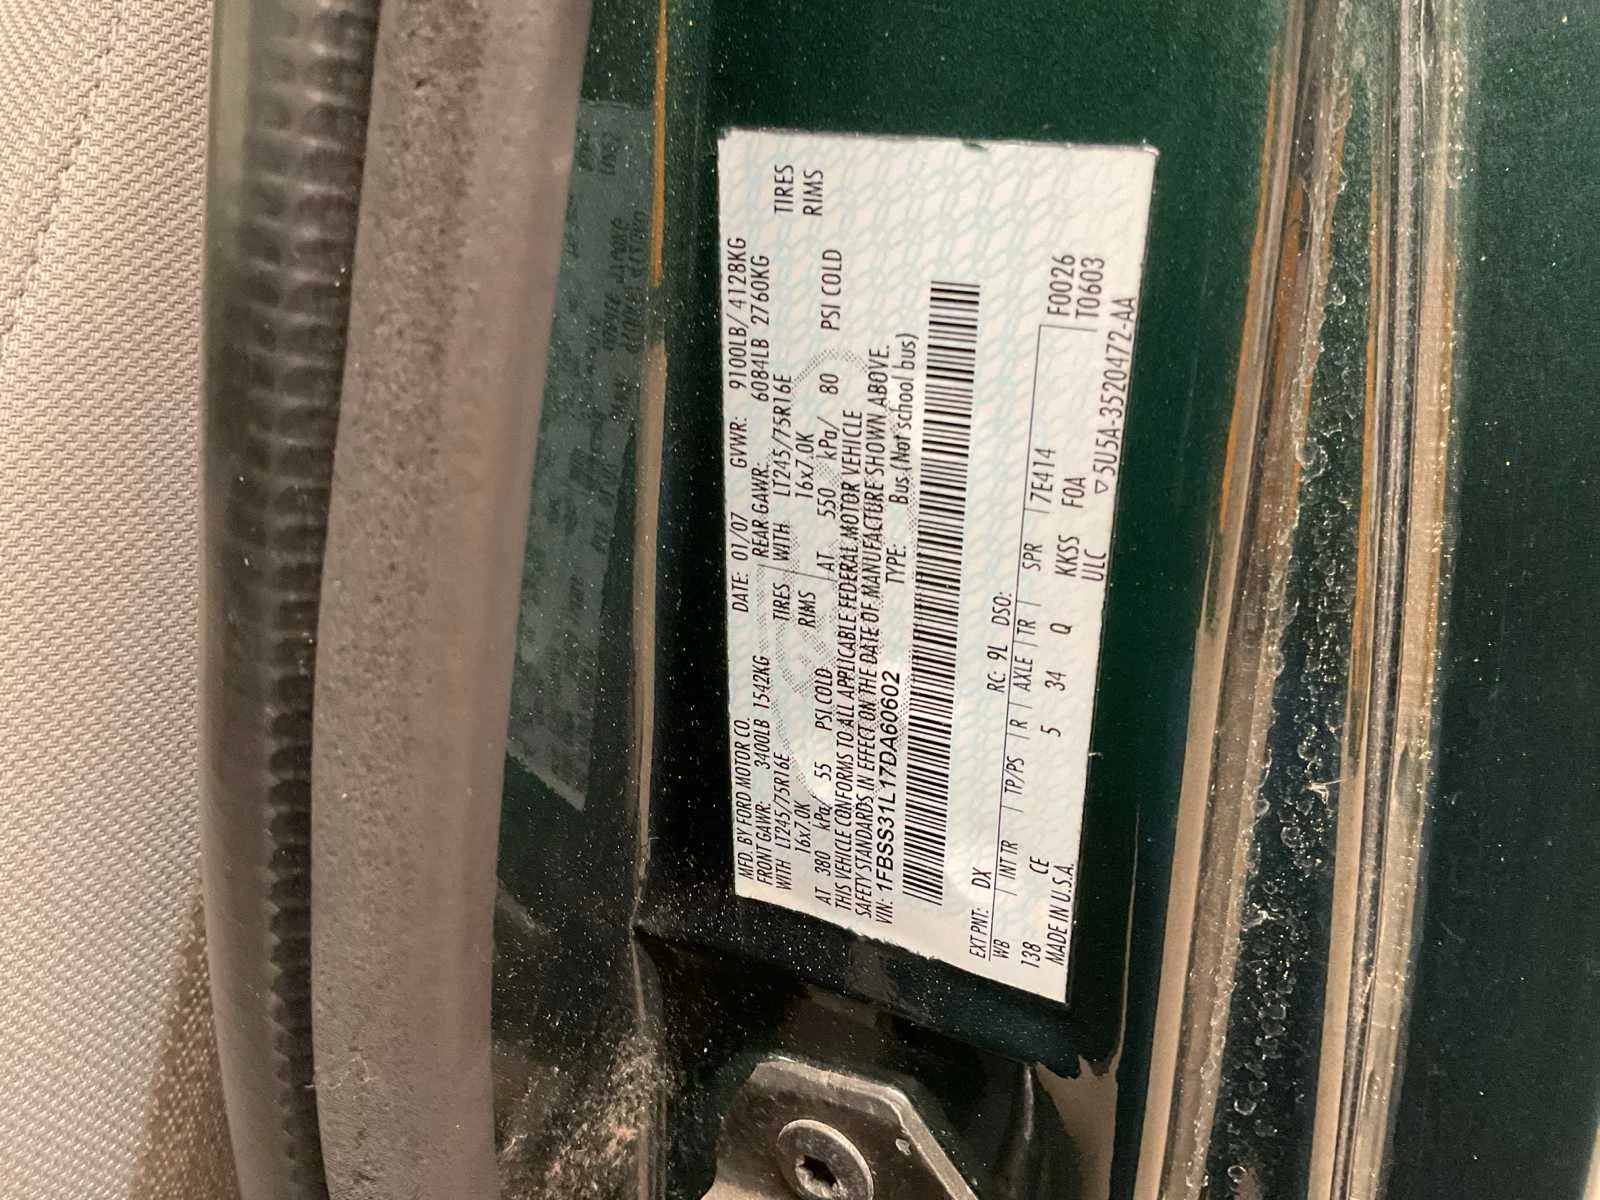 MFD. BY FORD MOTOR CO. DATE: 01/07 GVWR: 9100LB/ 4128KG
FRONT GAWR: 3400LB 1542KG REAR GAWR: 6084LB 2760KG
WITH LT245/75R16E TIRES WITH LT245/75R16E TIRES
16x7.0K RIMS 16x7.0K RIMS
AT 380 kPa/ 55 PSI COLD AT 550 kPa/ 80 PSI COLD
THIS VEHICLE CONFORMS TO ALL APPLICABLE FEDERAL MOTOR VEHICLE
SAFETY STANDARDS IN EFFECT ON THE DATE OF MANUFACTURE SHOWN ABOVE.
VIN: 1FBSS31L17DA60602 TYPE: Bus (Not school bus)
EXT PNT: DX RC: 9L DSO:
WB INT TR TP/PS R AXLE TR SPR 7E414 F0026
138 CE 5 34 Q KKSS F0A T0603
MADE IN U.S.A. ULC ▽5U5A-3520472-AA